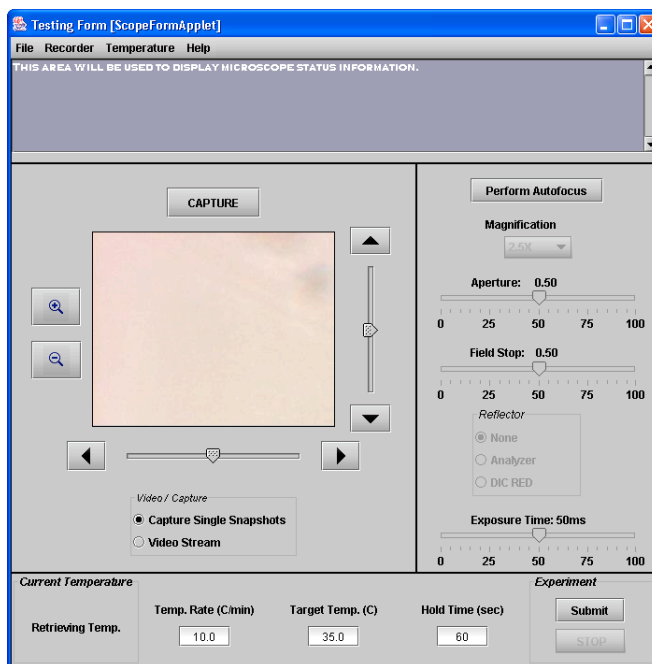 Testing Form [ScopeFormApplet]
File Recorder Temperature Help
THIS AREA WILL BE USED TO DISPLAY MICROSCOPE STATUS INFORMATION.
CAPTURE
Video / Capture
Capture Single Snapshots
Video Stream
Perform Autofocus
Magnification
2.5X
Aperture: 0.50
0 25 50 75 100
Field Stop: 0.50
0 25 50 75 100
Reflector
None
Analyzer
DIC RED
Exposure Time: 50ms
0 25 50 75 100
Current Temperature
Retrieving Temp.
Temp. Rate (C/min) Target Temp. (C) Hold Time (sec)
10.0 35.0 60
Experiment
Submit
STOP